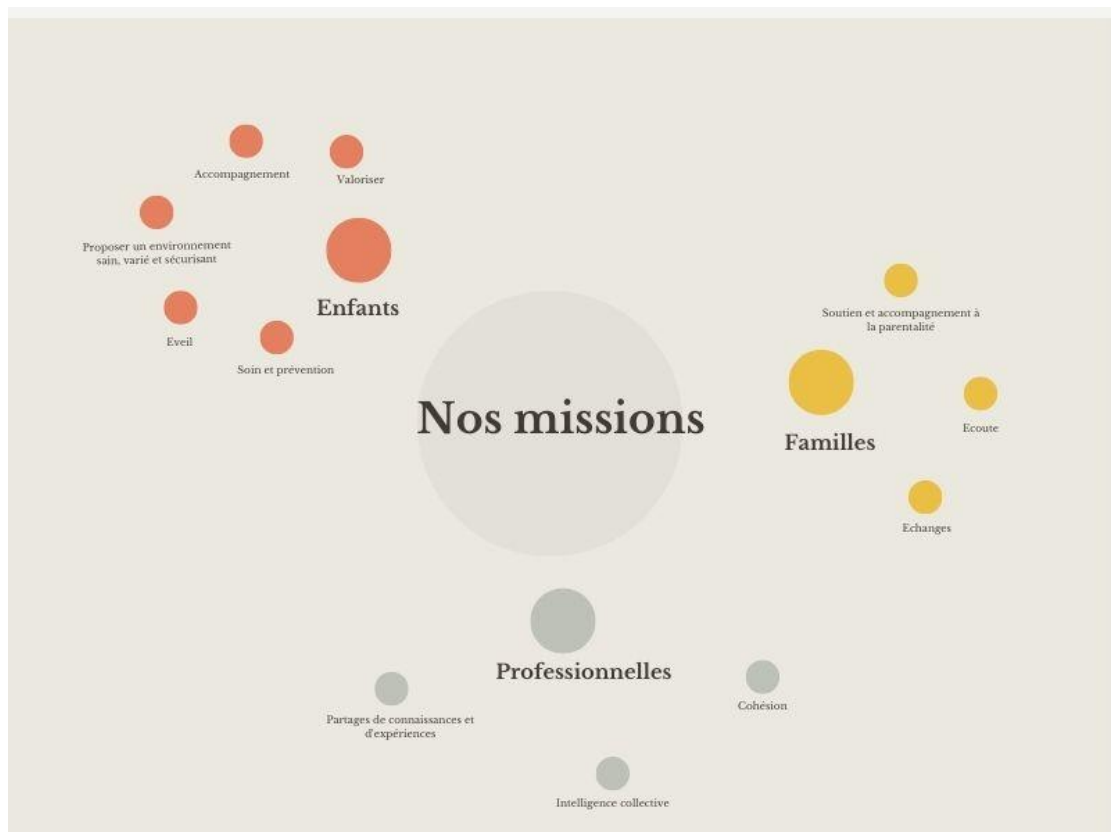 Accompagnement
Valoriser
Proposer un environnement
sain, varié et sécurisant
Enfants
Eveil
Soin et prévention
Nos missions
Soutien et accompagnement à
la parentalité
Familles
Ecoute
Echanges
Professionnelles
Partages de connaissances et
d'expériences
Cohésion
Intelligence collective